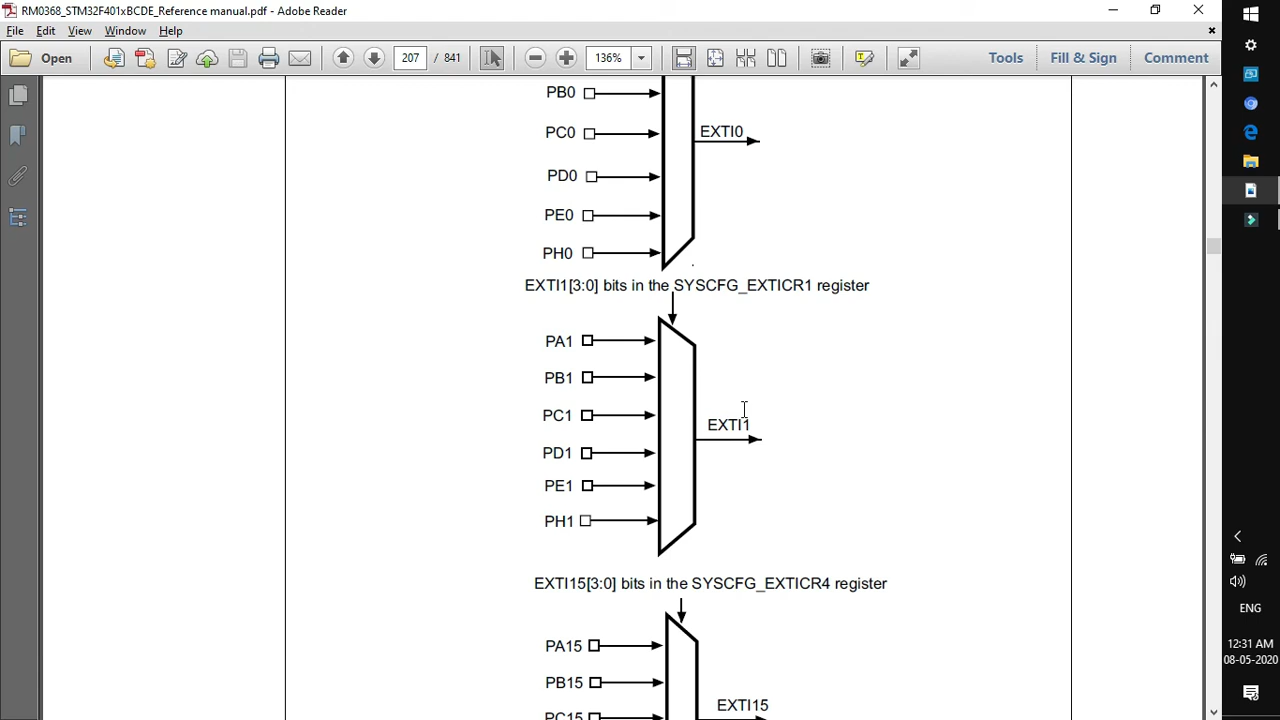 RM0368_STM32F401xBCDE_Reference manual.pdf - Adobe Reader
File Edit View Window Help
Open 207 / 841 136% Tools Fill & Sign Comment
PB0
PC0
EXTI0
PD0
PE0
PH0
EXTI1[3:0] bits in the SYSCFG_EXTICR1 register
PA1
PB1
PC1
EXTI1
PD1
PE1
PH1
EXTI15[3:0] bits in the SYSCFG_EXTICR4 register
PA15
PB15
EXTI15
PC15
ENG
12:31 AM
08-05-2020